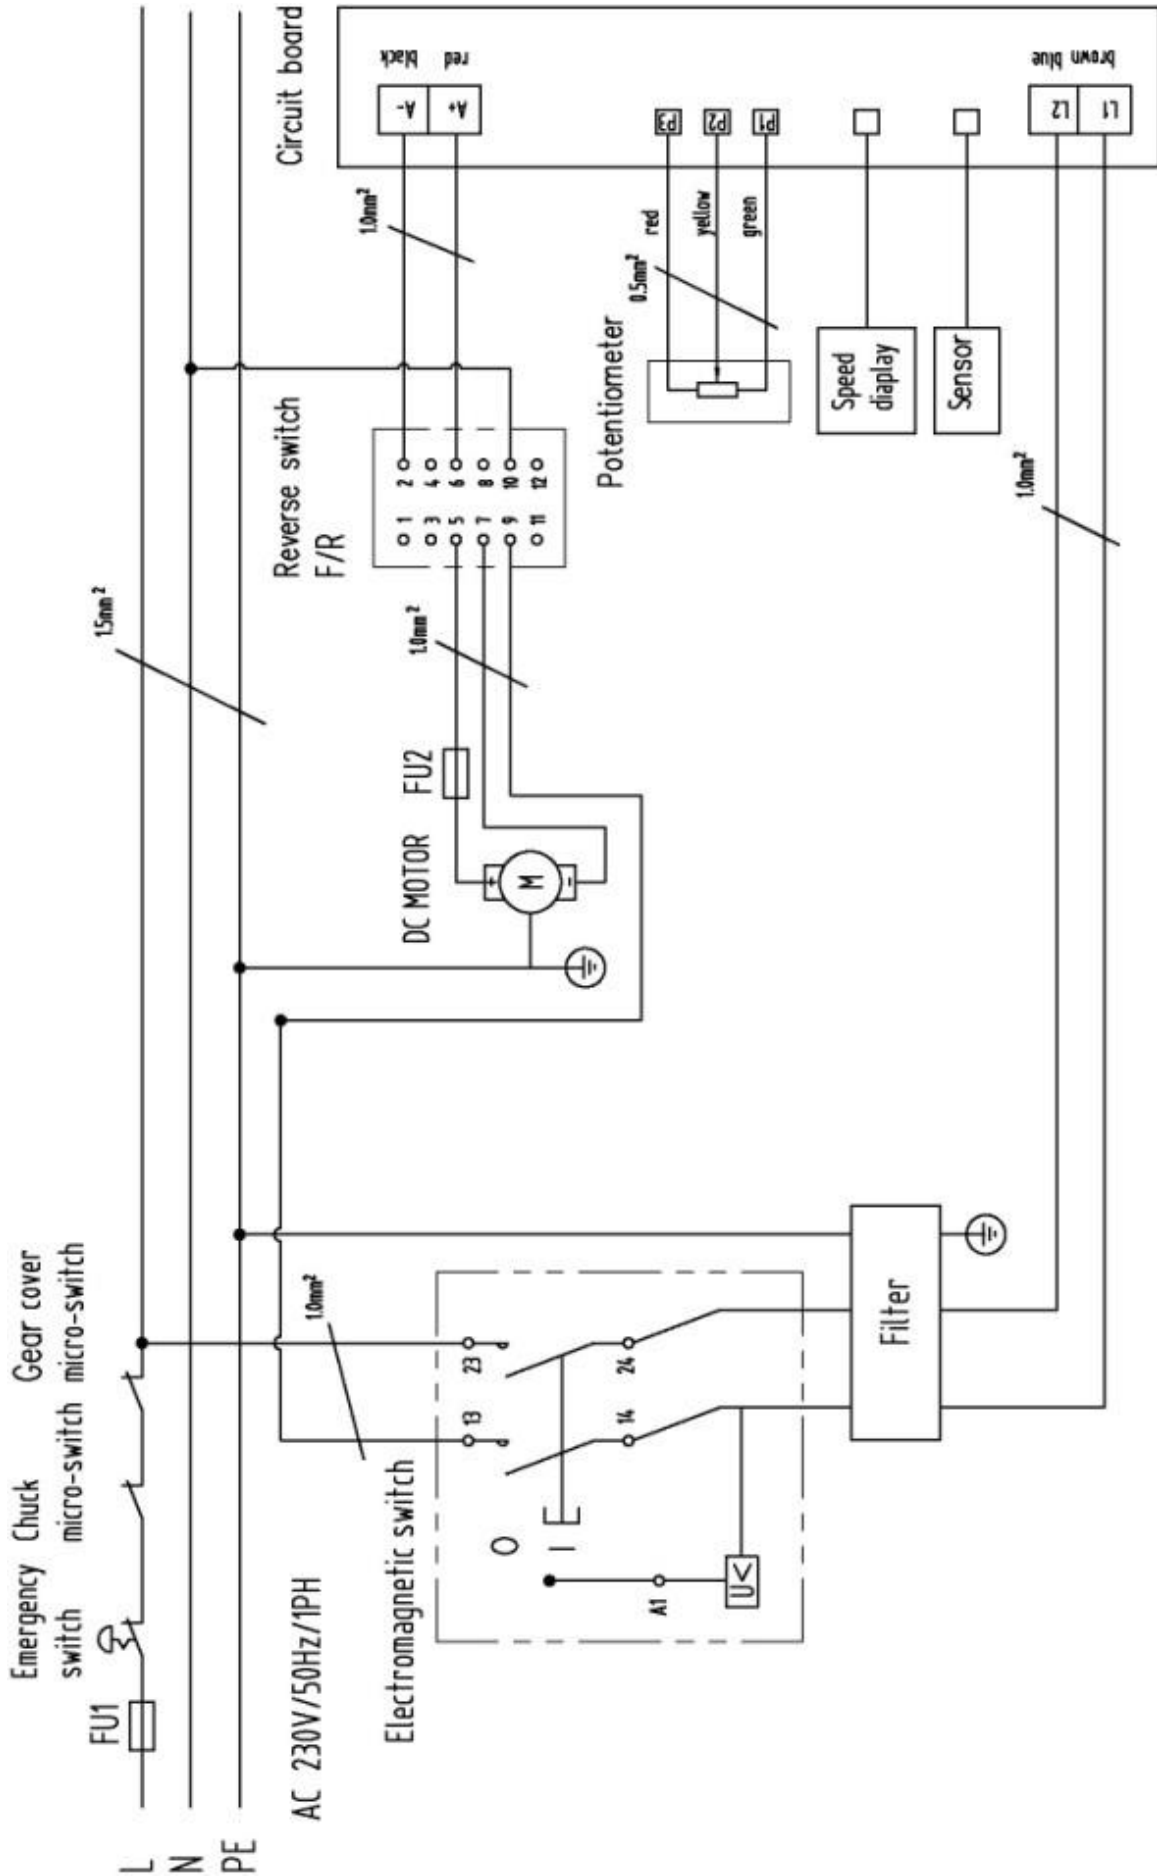 Emergency Chuck Gear cover
switch micro-switch micro-switch
FU1
L
N
PE
AC 230V/50Hz/1PH
1.5mm²
1.0mm²
Electromagnetic switch
O
I
13
23
14
24
A1
U<
Filter
DC MOTOR
FU2
+
M
-
1.0mm²
Reverse switch
F/R
1 2
3 4
5 6
7 8
9 10
11 12
1.0mm²
Circuit board
A- black
A+ red
Potentiometer
0.5mm²
red
P3
yellow
P2
green
P1
Speed
diaplay
Sensor
1.0mm²
L2
L1
brown blue